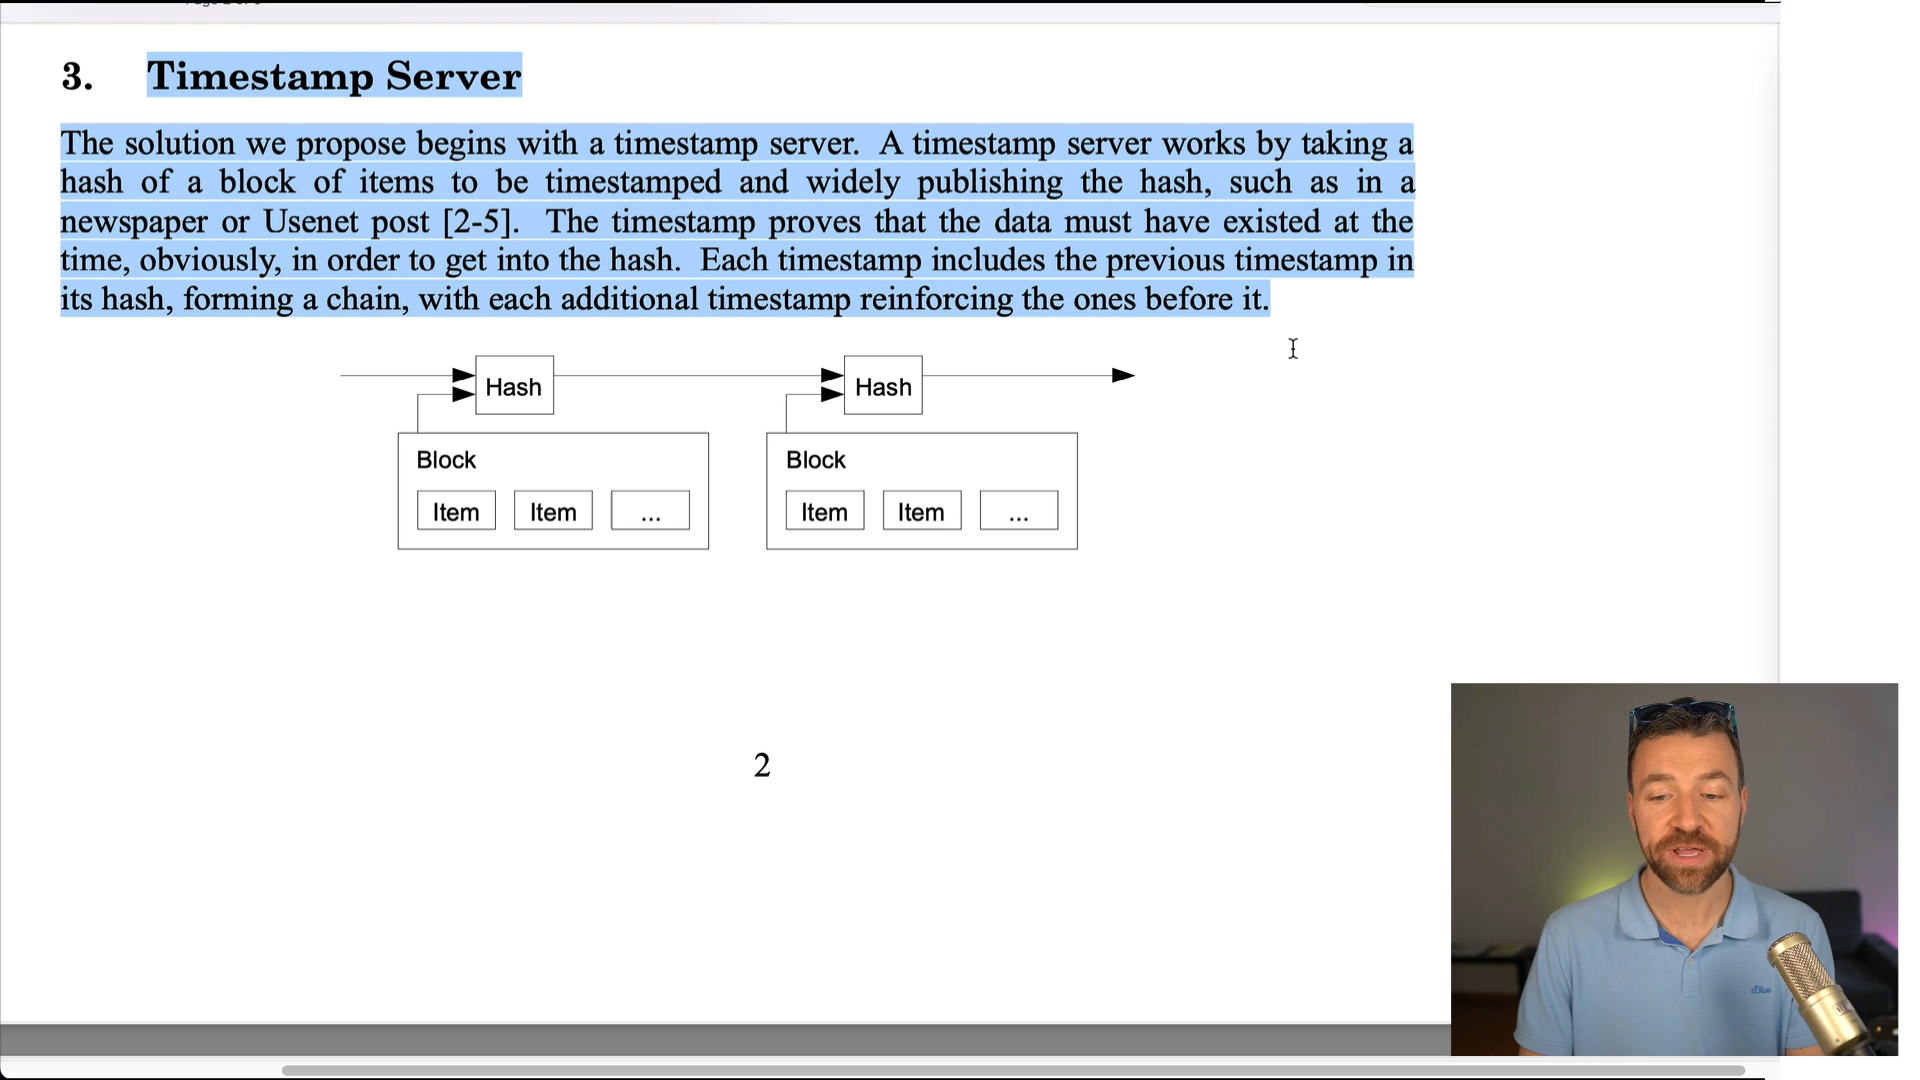 3. Timestamp Server
The solution we propose begins with a timestamp server. A timestamp server works by taking a
hash of a block of items to be timestamped and widely publishing the hash, such as in a
newspaper or Usenet post [2-5]. The timestamp proves that the data must have existed at the
time, obviously, in order to get into the hash. Each timestamp includes the previous timestamp in
its hash, forming a chain, with each additional timestamp reinforcing the ones before it.
Hash
Hash
Block
Block
Item Item ...
Item Item ...
2